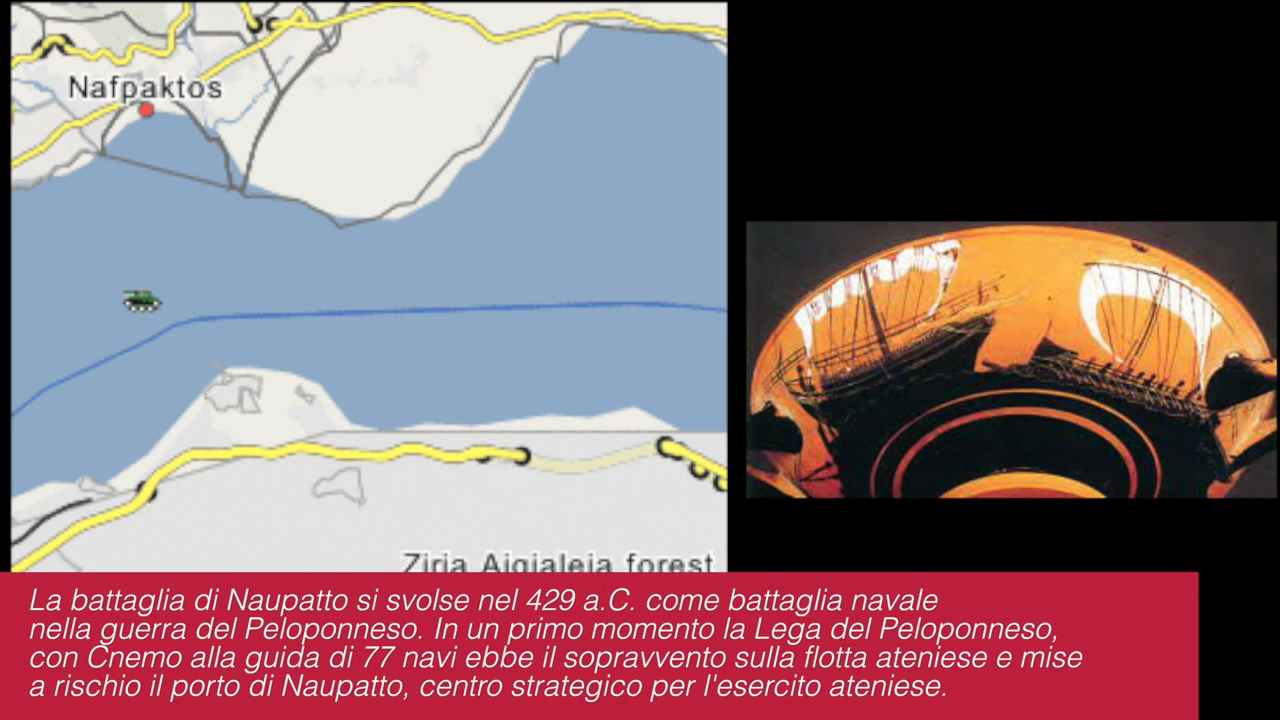 Nafpaktos
Ziria Aigialeia forest
La battaglia di Naupatto si svolse nel 429 a.C. come battaglia navale
nella guerra del Peloponneso. In un primo momento la Lega del Peloponneso,
con Cnemo alla guida di 77 navi ebbe il sopravvento sulla flotta ateniese e mise
a rischio il porto di Naupatto, centro strategico per l'esercito ateniese.